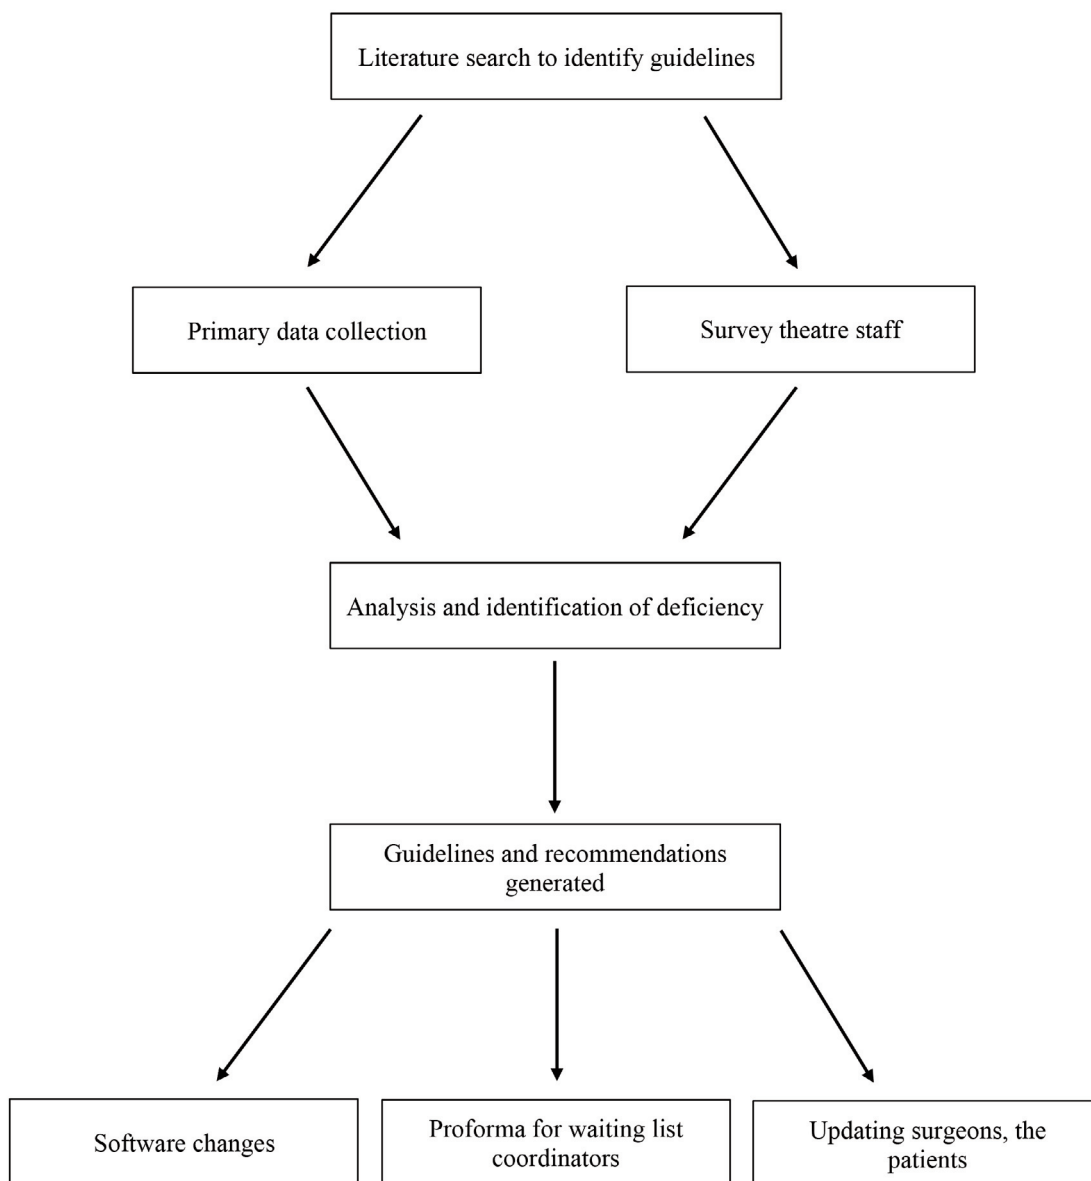 Literature search to identify guidelines
Primary data collection
Survey theatre staff
Analysis and identification of deficiency
Guidelines and recommendations
generated
Software changes
Proforma for waiting list
coordinators
Updating surgeons, the
patients